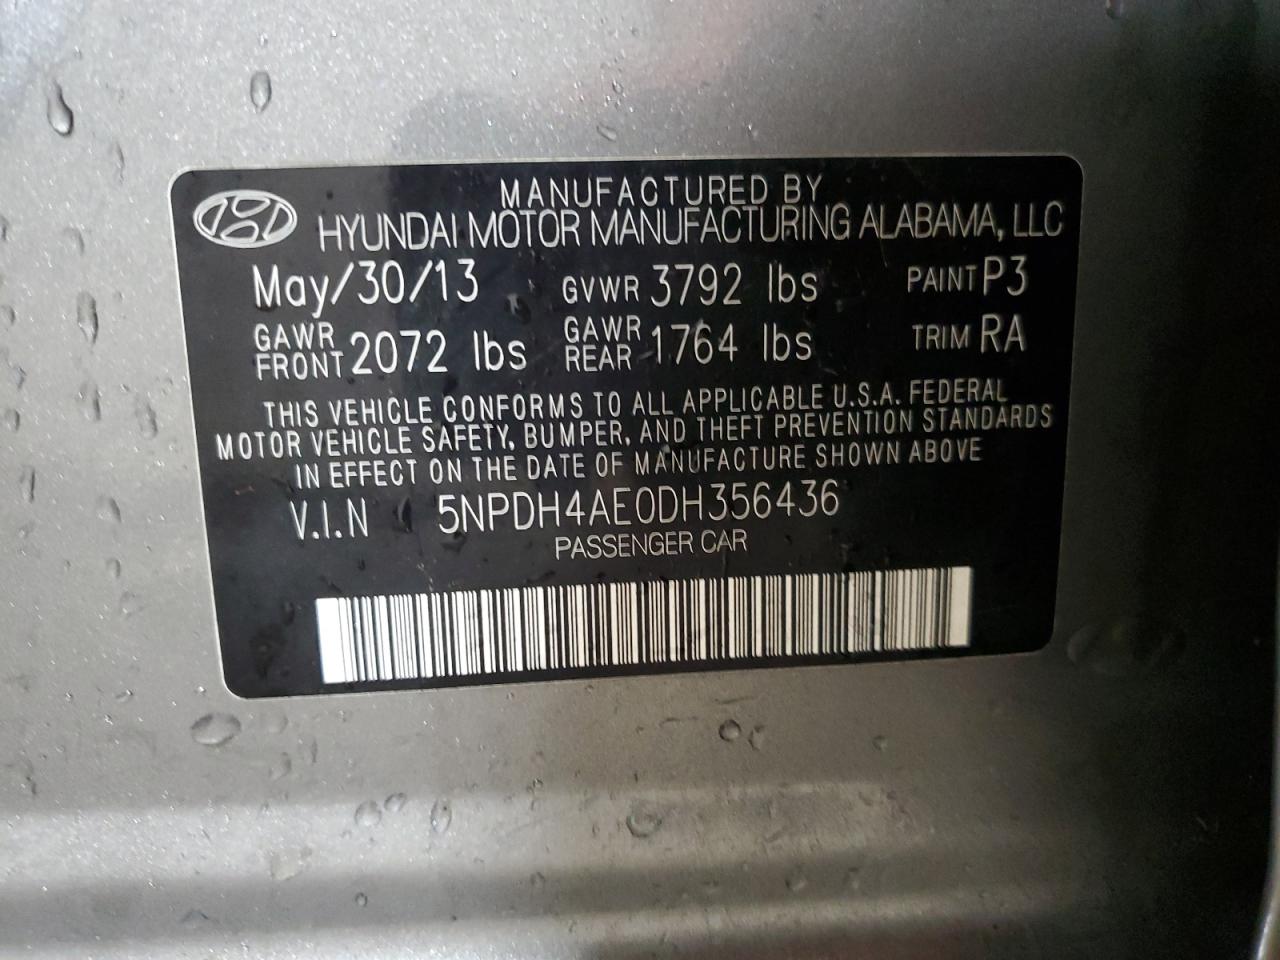 MANUFACTURED BY
HYUNDAI MOTOR MANUFACTURING ALABAMA, LLC
May/30/13 GVWR 3792 lbs PAINT P3
GAWR FRONT 2072 lbs GAWR REAR 1764 lbs TRIM RA
THIS VEHICLE CONFORMS TO ALL APPLICABLE U.S.A. FEDERAL
MOTOR VEHICLE SAFETY, BUMPER, AND THEFT PREVENTION STANDARDS
IN EFFECT ON THE DATE OF MANUFACTURE SHOWN ABOVE
V.I.N 5NPDH4AE0DH356436
PASSENGER CAR